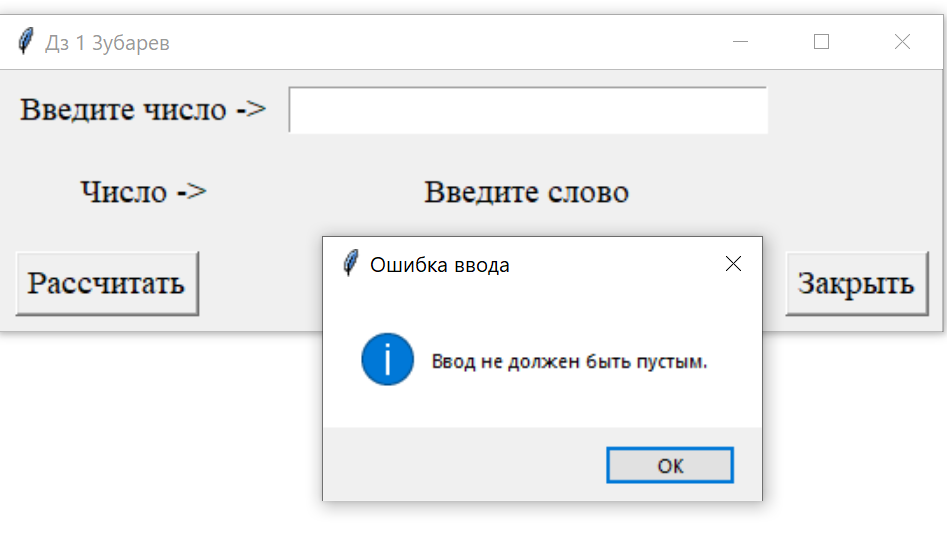 Дз 1 Зубарев
Введите число ->
Число -> Введите слово
Рассчитать Закрыть
Ошибка ввода
Ввод не должен быть пустым.
OK